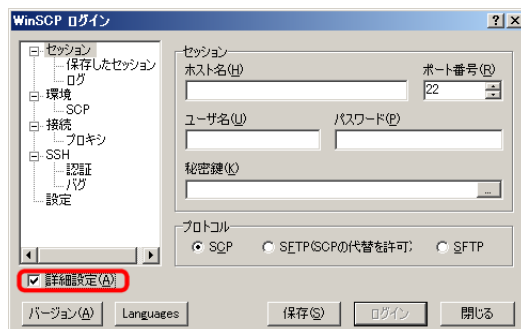 WinSCP ログイン
セッション
保存したセッション
ログ
環境
SCP
接続
プロキシ
SSH
認証
バグ
設定
詳細設定(A)
セッション
ホスト名(H)
ポート番号(R)
22
ユーザ名(U)
パスワード(P)
秘密鍵(K)
...
プロトコル
SCP
SFTP(SCPの代替を許可)
SFTP
バージョン(A)
Languages
保存(S)
ログイン
閉じる